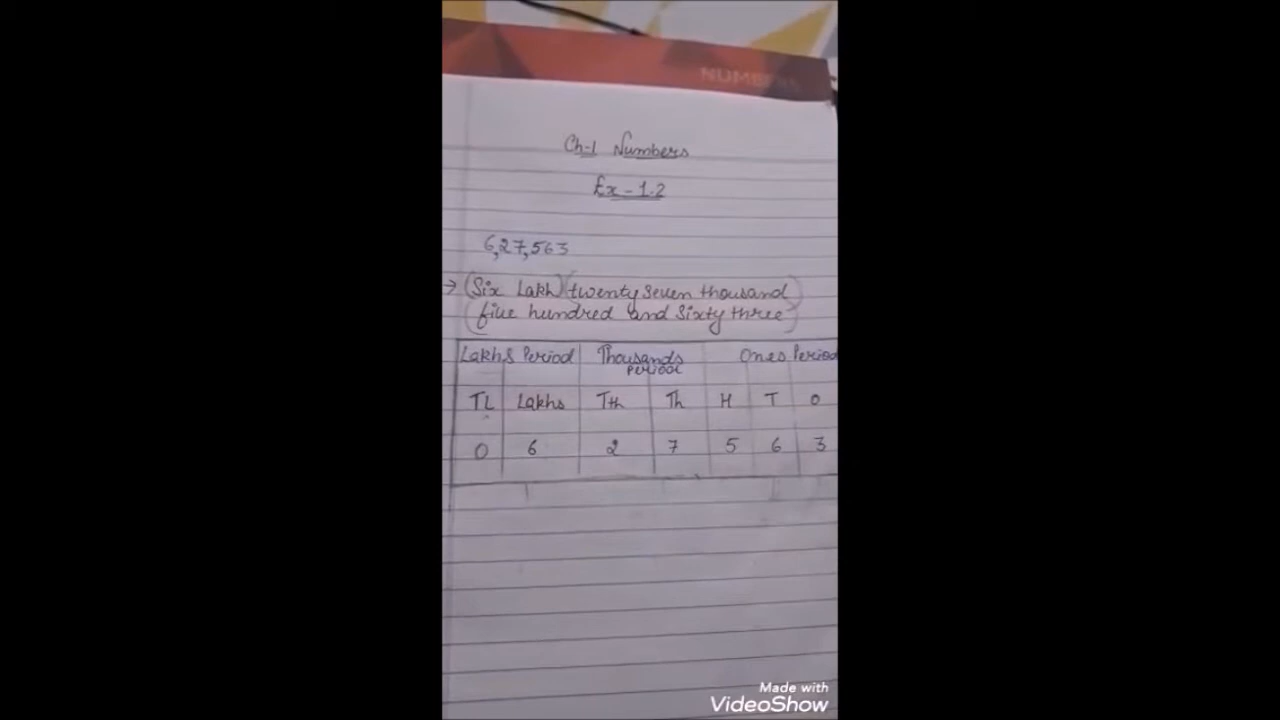 NUMBERS
Ch-1 Numbers
Ex - 1.2
6,27,563
→ (Six Lakh) (twenty seven thousand)
(five hundred and Sixty three)
Lakhs Period Thousands Period Ones Period
TL Lakhs Tth Th H T O
0 6 2 7 5 6 3
Made with
VideoShow